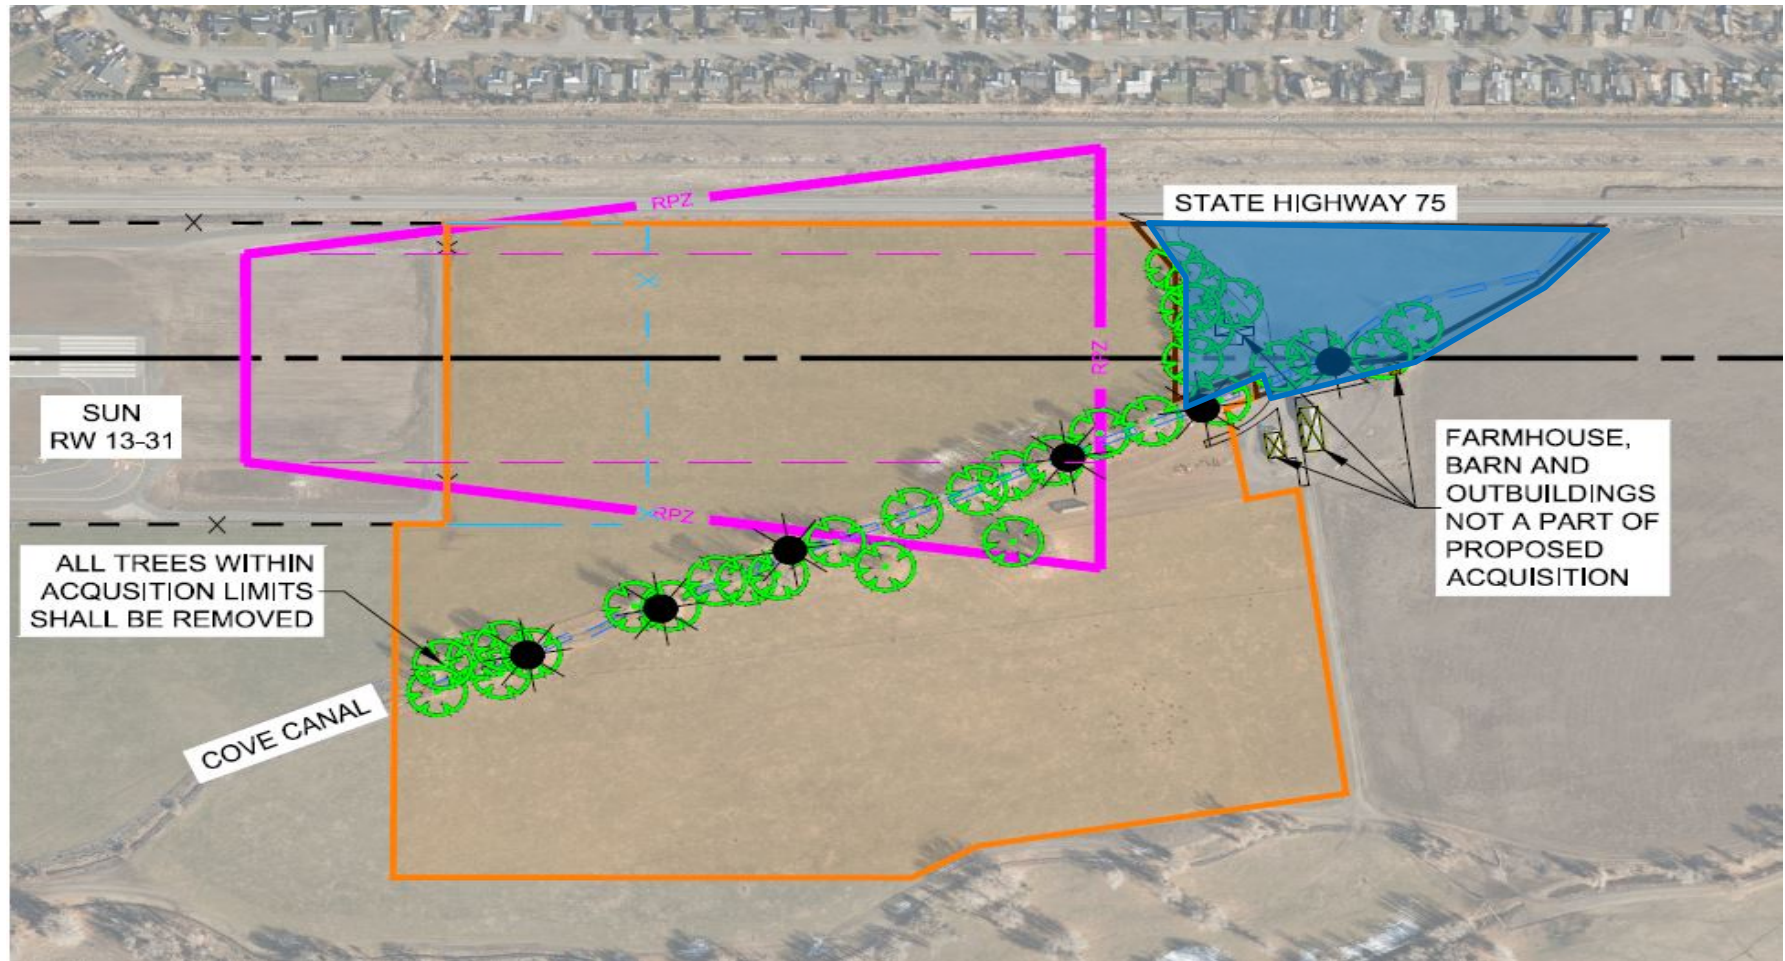 RPZ
STATE HIGHWAY 75
RPZ
SUN
RW 13-31
FARMHOUSE,
BARN AND
OUTBUILDINGS
NOT A PART OF
PROPOSED
ACQUISITION
RPZ
ALL TREES WITHIN
ACQUSITION LIMITS
SHALL BE REMOVED
COVE CANAL